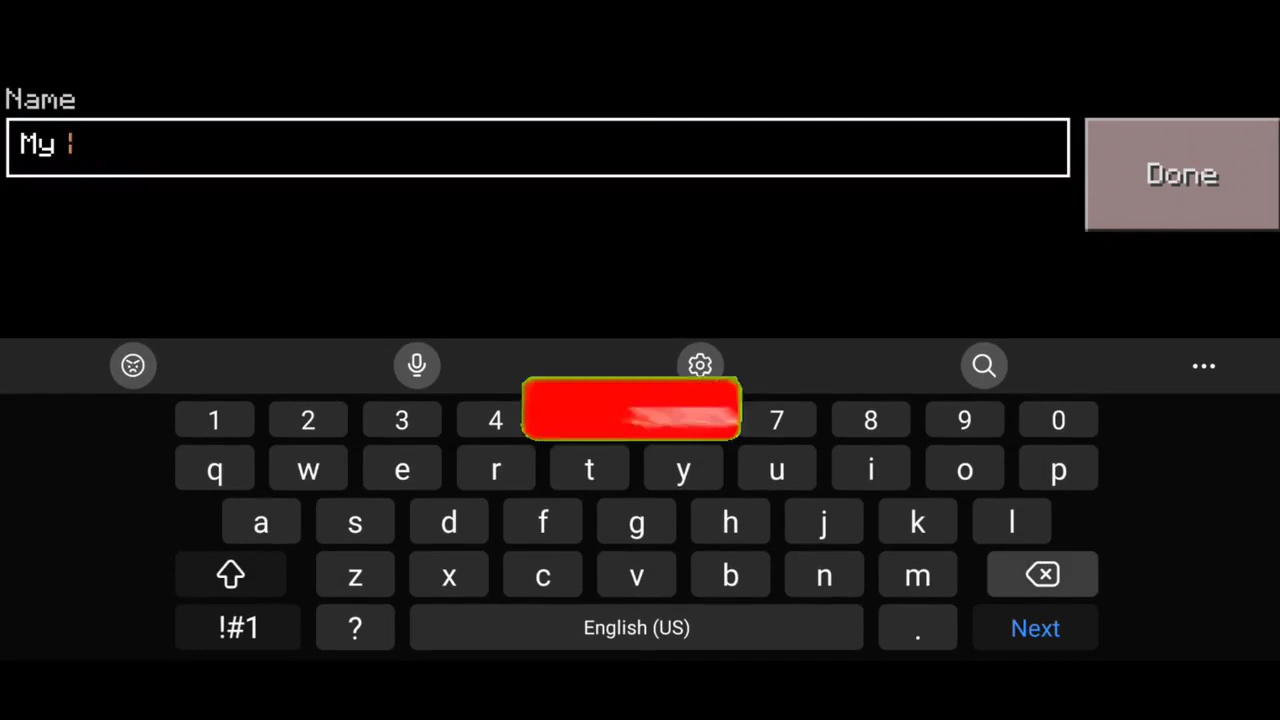 Name
My
Done
1 2 3 4 7 8 9 0
q w e r t y u i o p
a s d f g h j k l
z x c v b n m
!#1 ? English (US) . Next